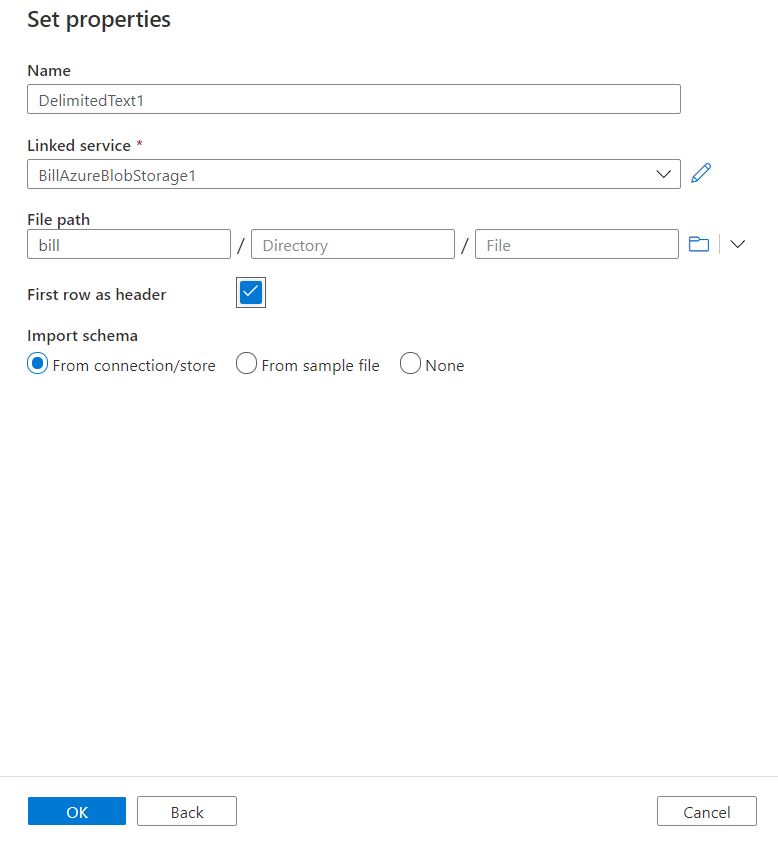 Set properties
Name
DelimitedText1
Linked service *
BillAzureBlobStorage1
File path
bill / Directory / File
First row as header
Import schema
From connection/store From sample file None
OK Back Cancel